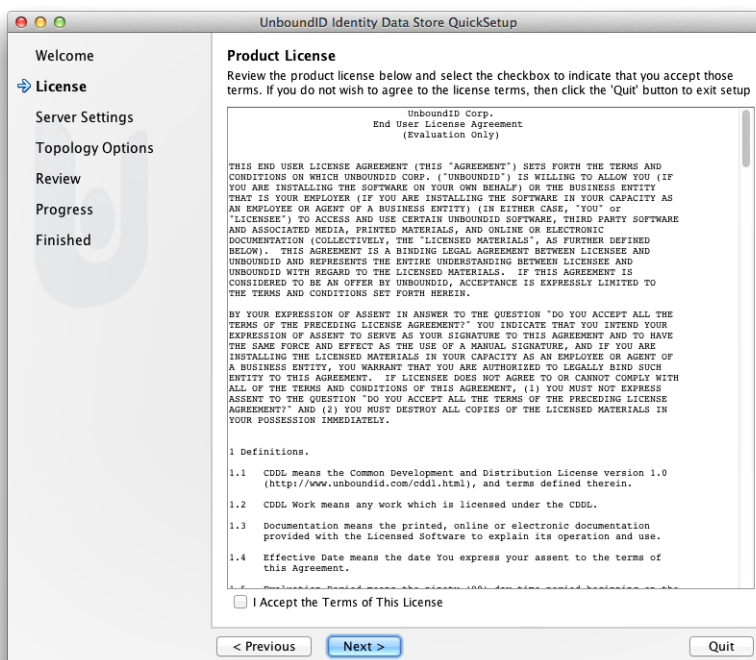 UnboundID Identity Data Store QuickSetup
Welcome
License
Server Settings
Topology Options
Review
Progress
Finished
Product License
Review the product license below and select the checkbox to indicate that you accept those
terms. If you do not wish to agree to the license terms, then click the 'Quit' button to exit setup
UnboundID Corp.
End User License Agreement
(Evaluation Only)
THIS END USER LICENSE AGREEMENT (THIS "AGREEMENT") SETS FORTH THE TERMS AND
CONDITIONS ON WHICH UNBOUNDID CORP. ("UNBOUNDID") IS WILLING TO ALLOW YOU (IF
YOU ARE INSTALLING THE SOFTWARE ON YOUR OWN BEHALF) OR THE BUSINESS ENTITY
THAT IS YOUR EMPLOYER (IF YOU ARE INSTALLING THE SOFTWARE IN YOUR CAPACITY AS
AN EMPLOYEE OR AGENT OF A BUSINESS ENTITY) (IN EITHER CASE, "YOU" or
"LICENSEE") TO ACCESS AND USE CERTAIN UNBOUNDID SOFTWARE, THIRD PARTY SOFTWARE
AND ASSOCIATED MEDIA, PRINTED MATERIALS, AND ONLINE OR ELECTRONIC
DOCUMENTATION (COLLECTIVELY, THE "LICENSED MATERIALS", AS FURTHER DEFINED
BELOW). THIS AGREEMENT IS A BINDING LEGAL AGREEMENT BETWEEN LICENSEE AND
UNBOUNDID AND REPRESENTS THE ENTIRE UNDERSTANDING BETWEEN LICENSEE AND
UNBOUNDID WITH REGARD TO THE LICENSED MATERIALS. IF THIS AGREEMENT IS
CONSIDERED TO BE AN OFFER BY UNBOUNDID, ACCEPTANCE IS EXPRESSLY LIMITED TO
THE TERMS AND CONDITIONS SET FORTH HEREIN.
BY YOUR EXPRESSION OF ASSENT IN ANSWER TO THE QUESTION "DO YOU ACCEPT ALL THE
TERMS OF THE PRECEDING LICENSE AGREEMENT?" YOU INDICATE THAT YOU INTEND YOUR
EXPRESSION OF ASSENT TO SERVE AS YOUR SIGNATURE TO THIS AGREEMENT AND TO HAVE
THE SAME FORCE AND EFFECT AS THE USE OF A MANUAL SIGNATURE, AND IF YOU ARE
INSTALLING THE LICENSED MATERIALS IN YOUR CAPACITY AS AN EMPLOYEE OR AGENT OF
A BUSINESS ENTITY, YOU WARRANT THAT YOU ARE AUTHORIZED TO LEGALLY BIND SUCH
ENTITY TO THIS AGREEMENT. IF LICENSEE DOES NOT AGREE TO OR CANNOT COMPLY WITH
ALL OF THE TERMS AND CONDITIONS OF THIS AGREEMENT, (1) YOU MUST NOT EXPRESS
ASSENT TO THE QUESTION "DO YOU ACCEPT ALL THE TERMS OF THE PRECEDING LICENSE
AGREEMENT?" AND (2) YOU MUST DESTROY ALL COPIES OF THE LICENSED MATERIALS IN
YOUR POSSESSION IMMEDIATELY.
1 Definitions.
1.1 CDDL means the Common Development and Distribution License version 1.0
(http://www.unboundid.com/cddl.html), and terms defined therein.
1.2 CDDL Work means any work which is licensed under the CDDL.
1.3 Documentation means the printed, online or electronic documentation
provided with the Licensed Software to explain its operation and use.
1.4 Effective Date means the date You express your assent to the terms of
this Agreement.
I Accept the Terms of This License
< Previous
Next >
Quit